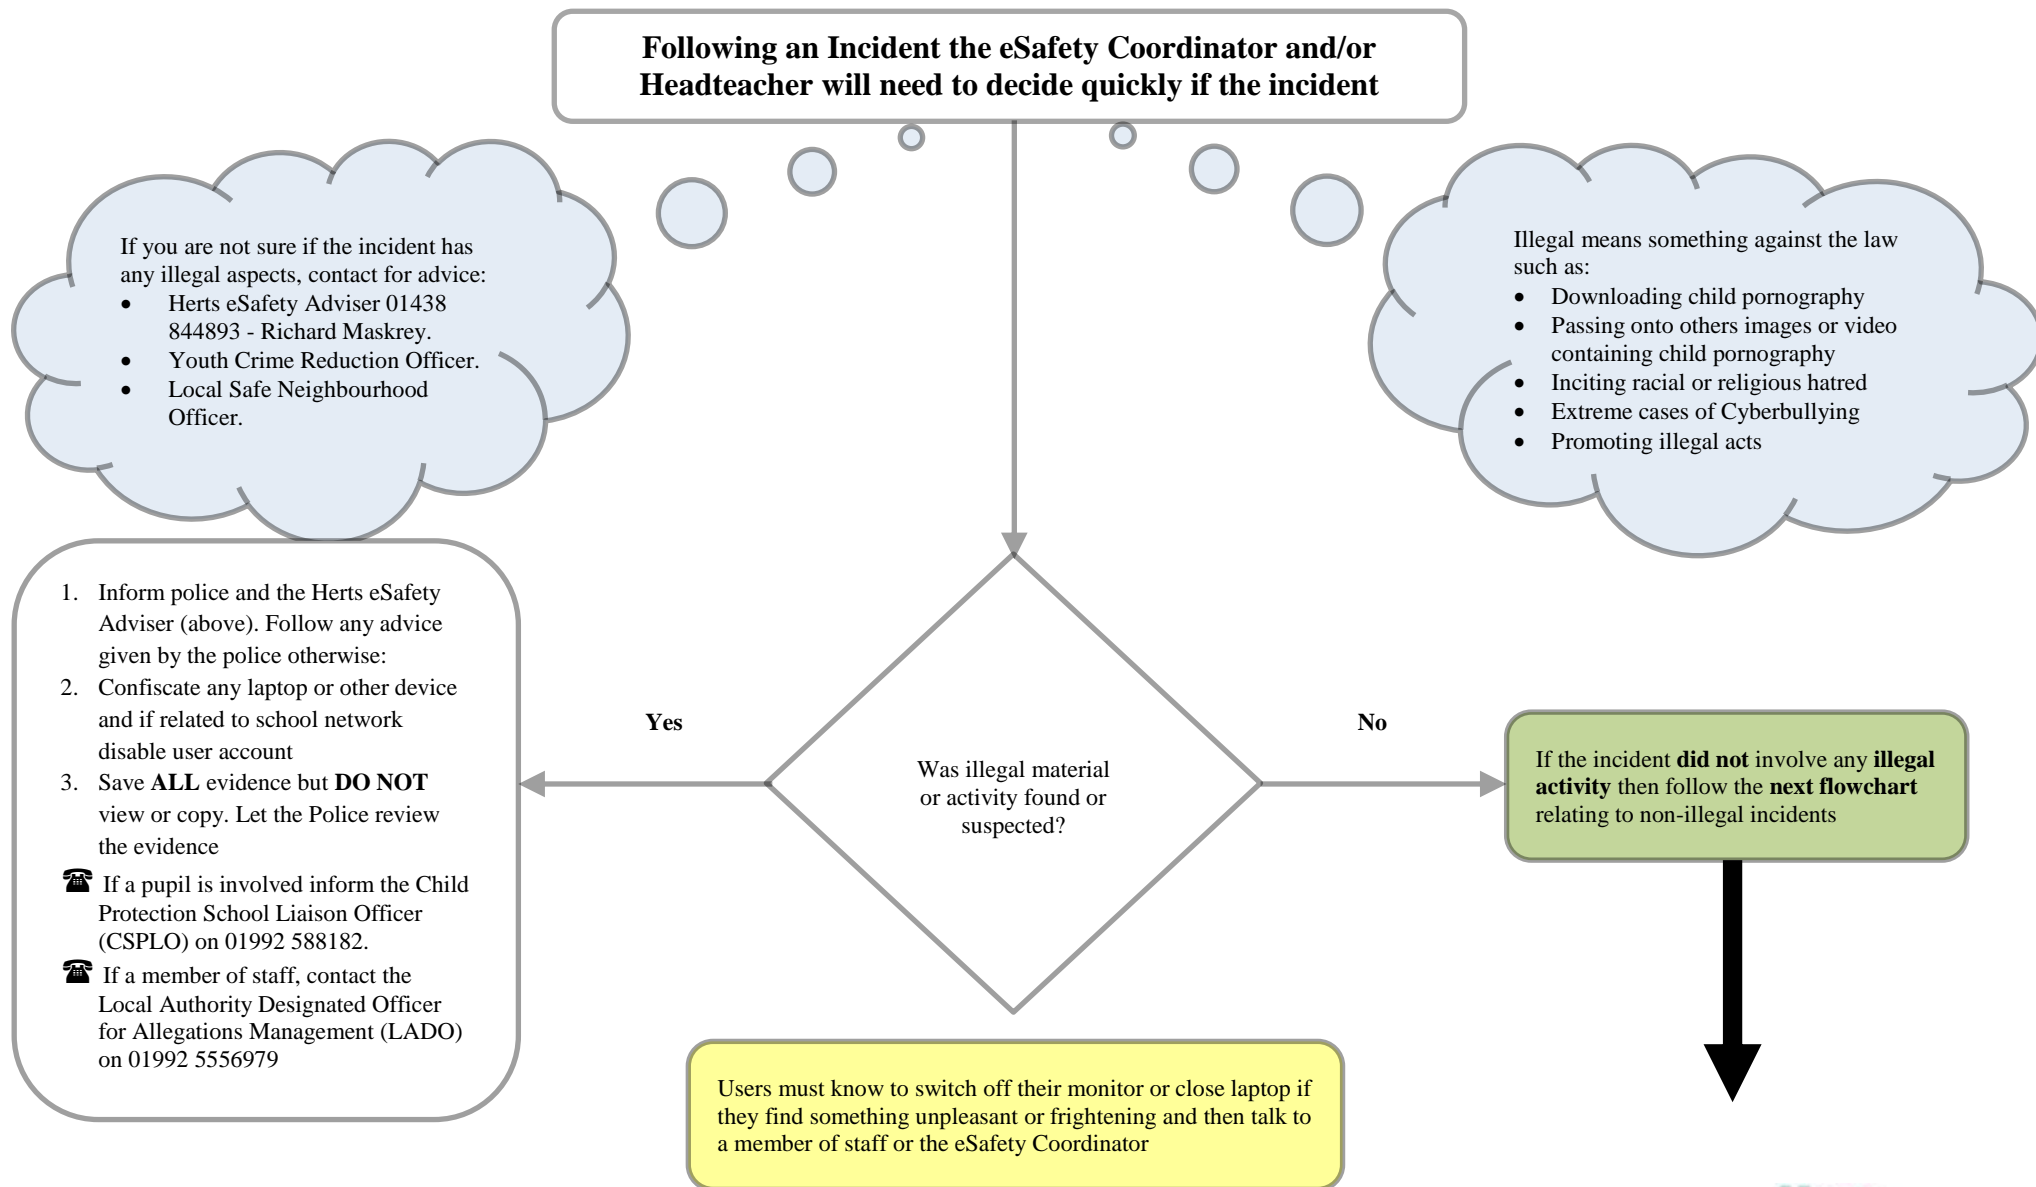 Following an Incident the eSafety Coordinator and/or
Headteacher will need to decide quickly if the incident
If you are not sure if the incident has
any illegal aspects, contact for advice:
• Herts eSafety Adviser 01438
844893 - Richard Maskrey.
• Youth Crime Reduction Officer.
• Local Safe Neighbourhood
Officer.
Illegal means something against the law
such as:
• Downloading child pornography
• Passing onto others images or video
containing child pornography
• Inciting racial or religious hatred
• Extreme cases of Cyberbullying
• Promoting illegal acts
1. Inform police and the Herts eSafety
Adviser (above). Follow any advice
given by the police otherwise:
2. Confiscate any laptop or other device
and if related to school network
disable user account
3. Save ALL evidence but DO NOT
view or copy. Let the Police review
the evidence
☎ If a pupil is involved inform the Child
Protection School Liaison Officer
(CSPLO) on 01992 588182.
☎ If a member of staff, contact the
Local Authority Designated Officer
for Allegations Management (LADO)
on 01992 5556979
Yes
Was illegal material
or activity found or
suspected?
No
If the incident did not involve any illegal
activity then follow the next flowchart
relating to non-illegal incidents
Users must know to switch off their monitor or close laptop if
they find something unpleasant or frightening and then talk to
a member of staff or the eSafety Coordinator